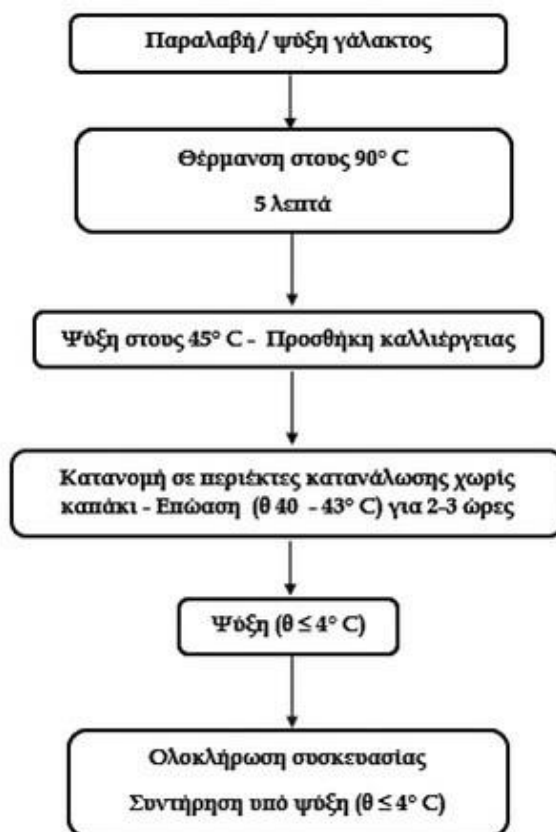 Παραλαβή / ψύξη γάλακτος
Θέρμανση στους 90° C
5 λεπτά
Ψύξη στους 45° C - Προσθήκη καλλιέργειας
Κατανομή σε περιέκτες κατανάλωσης χωρίς
καπάκι - Επώαση (θ 40 - 43° C) για 2-3 ώρες
Ψύξη (θ ≤ 4° C)
Ολοκλήρωση συσκευασίας
Συντήρηση υπό ψύξη (θ ≤ 4° C)